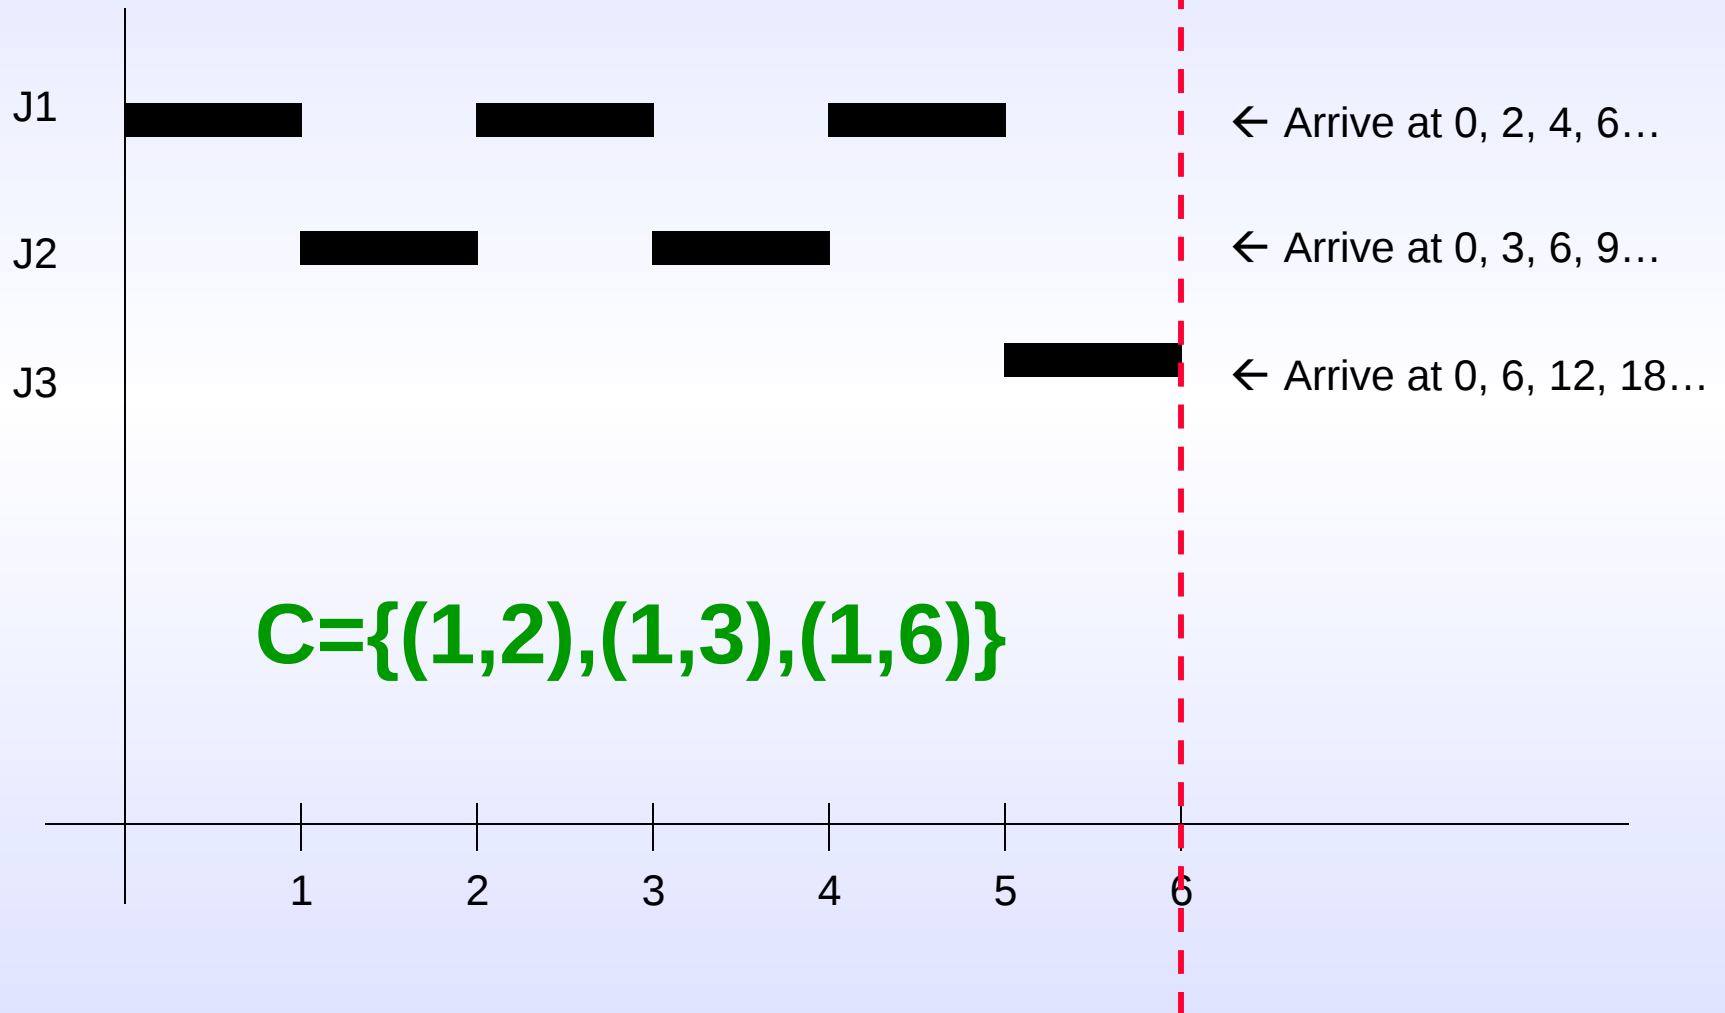 J1 ← Arrive at 0, 2, 4, 6…
J2 ← Arrive at 0, 3, 6, 9…
J3 ← Arrive at 0, 6, 12, 18…
C={(1,2),(1,3),(1,6)}
1 2 3 4 5 6